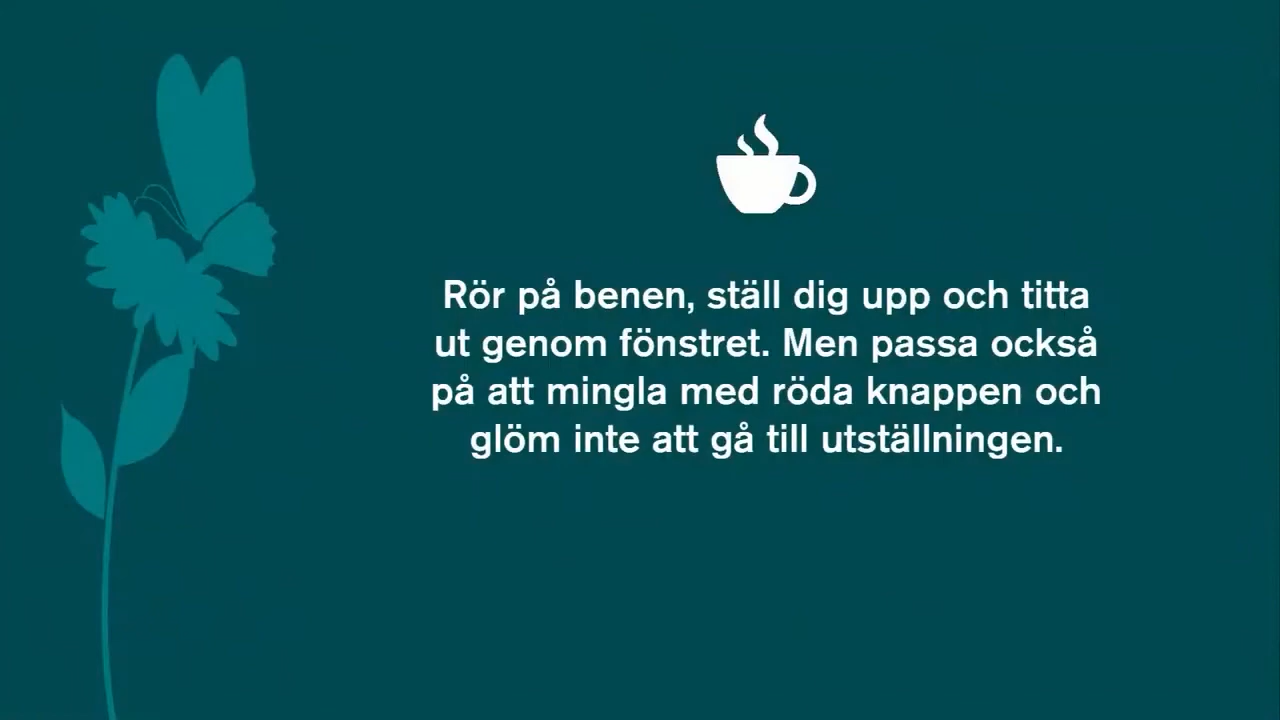 Rör på benen, ställ dig upp och titta
ut genom fönstret. Men passa också
på att mingla med röda knappen och
glöm inte att gå till utställningen.